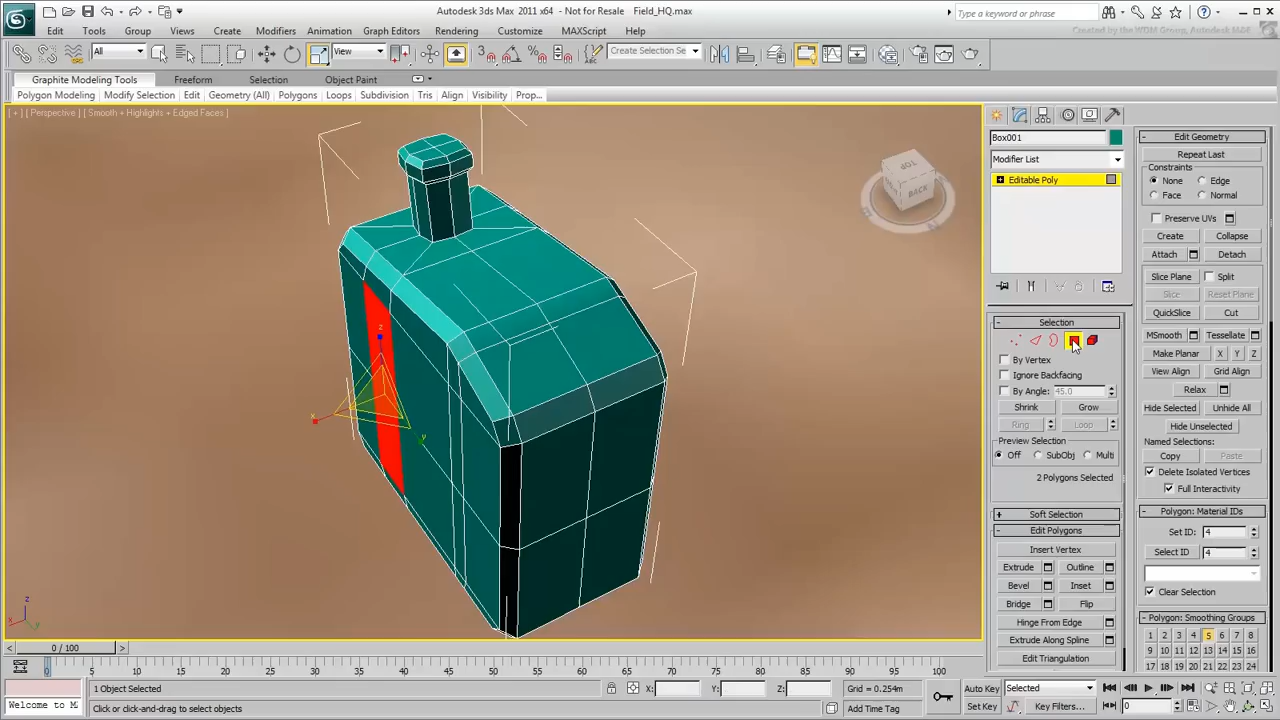 Autodesk 3ds Max 2011 x64 - Not for Resale Field_HQ.max
Type a keyword or phrase
Created by the WDM Group, Autodesk M&E
Edit Tools Group Views Create Modifiers Animation Graph Editors Rendering Customize MAXScript Help
All View Create Selection Se
Graphite Modeling Tools Freeform Selection Object Paint
Polygon Modeling Modify Selection Edit Geometry (All) Polygons Loops Subdivision Tris Align Visibility Prop...
[ + ] [ Perspective ] [ Smooth + Highlights + Edged Faces ]
TOP
BACK
z
x
y
z
x
y
Box001
Modifier List
Editable Poly
Selection
By Vertex
Ignore Backfacing
By Angle: 45.0
Shrink Grow
Ring Loop
Preview Selection
Off SubObj Multi
2 Polygons Selected
Soft Selection
Edit Polygons
Insert Vertex
Extrude Outline
Bevel Inset
Bridge Flip
Hinge From Edge
Extrude Along Spline
Edit Triangulation
Edit Geometry
Repeat Last
Constraints
None Edge
Face Normal
Preserve UVs
Create Collapse
Attach Detach
Slice Plane Split
Slice Reset Plane
QuickSlice Cut
MSmooth Tessellate
Make Planar X Y Z
View Align Grid Align
Relax
Hide Selected Unhide All
Hide Unselected
Named Selections:
Copy Paste
Delete Isolated Vertices
Full Interactivity
Polygon: Material IDs
Set ID: 4
Select ID 4
Clear Selection
Polygon: Smoothing Groups
1 2 3 4 5 6 7 8
9 10 11 12 13 14 15 16
17 18 19 20 21 22 23 24
0 / 100
0 5 10 15 20 25 30 35 40 45 50 55 60 65 70 75 80 85 90 95 100
1 Object Selected X: Y: Z: Grid = 0.254m Auto Key Selected
Welcome to M Click or click-and-drag to select objects Add Time Tag Set Key Key Filters... 0